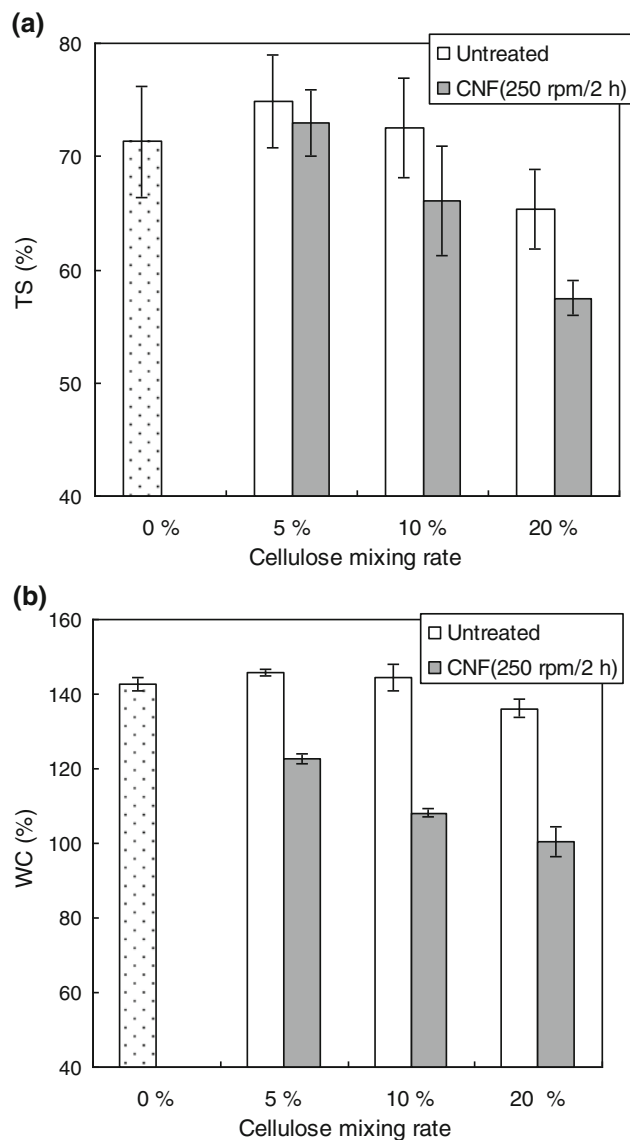 (a)
80
70
60
50
40
TS (%)
Untreated
CNF(250 rpm/2 h)
0 %
5 %
10 %
20 %
Cellulose mixing rate
(b)
160
140
120
100
80
60
40
WC (%)
Untreated
CNF(250 rpm/2 h)
0 %
5 %
10 %
20 %
Cellulose mixing rate